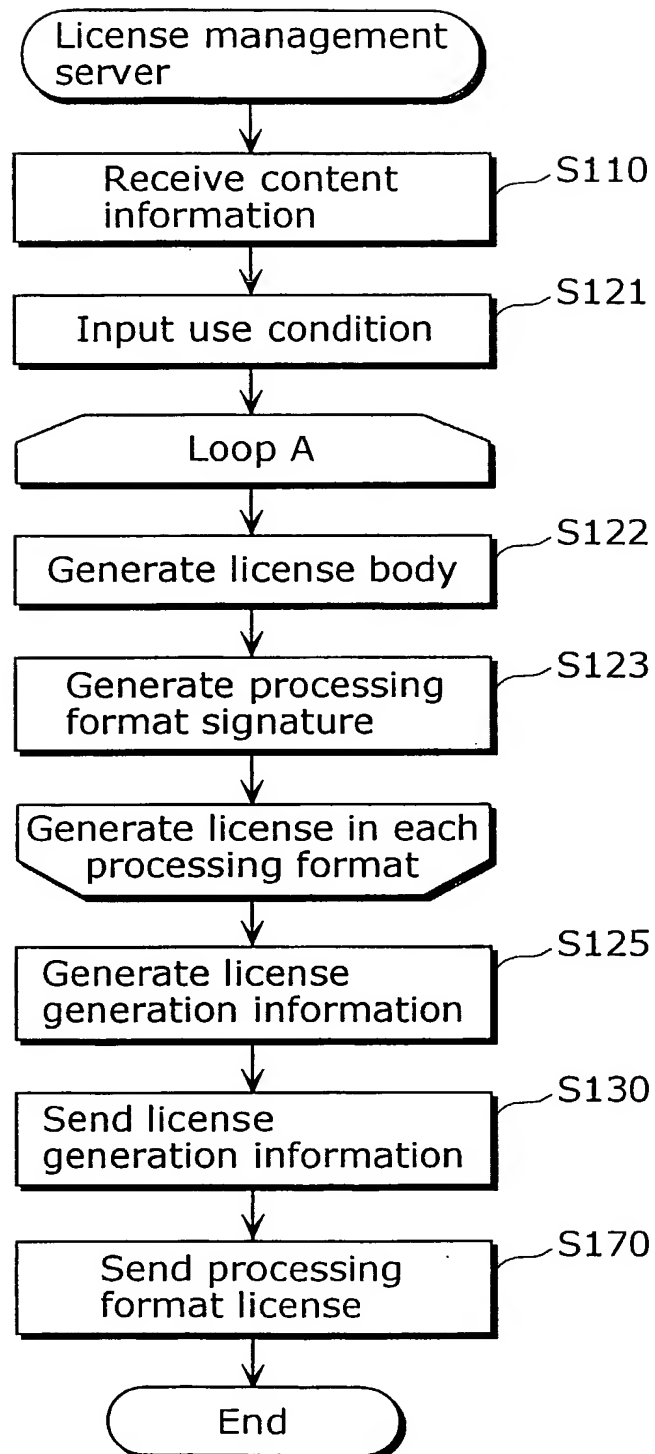 License management
server
Receive content
information
S110
Input use condition
S121
Loop A
Generate license body
S122
Generate processing
format signature
S123
Generate license in each
processing format
Generate license
generation information
S125
Send license
generation information
S130
Send processing
format license
S170
End